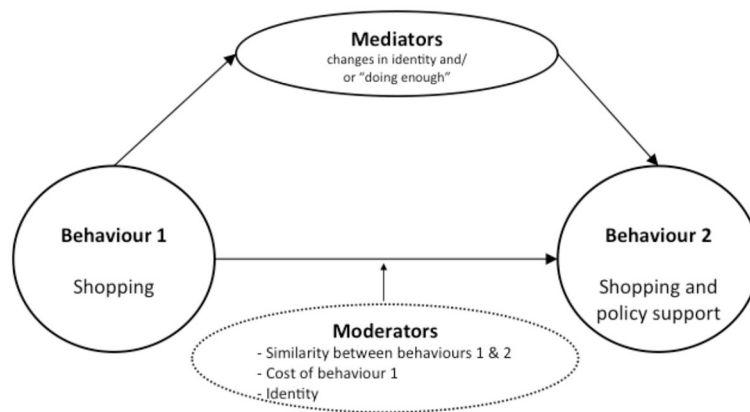 Mediators
changes in identity and/
or “doing enough”
Behaviour 1
Shopping
Behaviour 2
Shopping and
policy support
Moderators
- Similarity between behaviours 1 & 2
- Cost of behaviour 1
- Identity